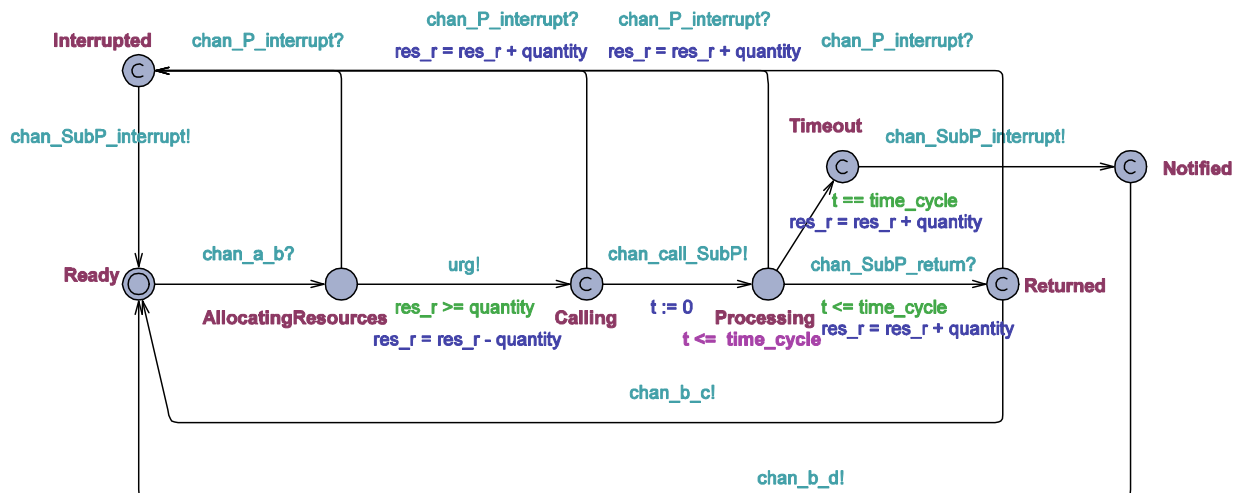 chan_P_interrupt? chan_P_interrupt?
Interrupted chan_P_interrupt? chan_P_interrupt?
res_r = res_r + quantity res_r = res_r + quantity
C
chan_SubP_interrupt!
Timeout chan_SubP_interrupt!
C C Notified
t == time_cycle
res_r = res_r + quantity
chan_a_b? urg! chan_call_SubP! chan_SubP_return?
Ready C C Returned
AllocatingResources res_r >= quantity Calling t := 0 Processing t <= time_cycle
res_r = res_r - quantity t <= time_cycle res_r = res_r + quantity
chan_b_c!
chan_b_d!